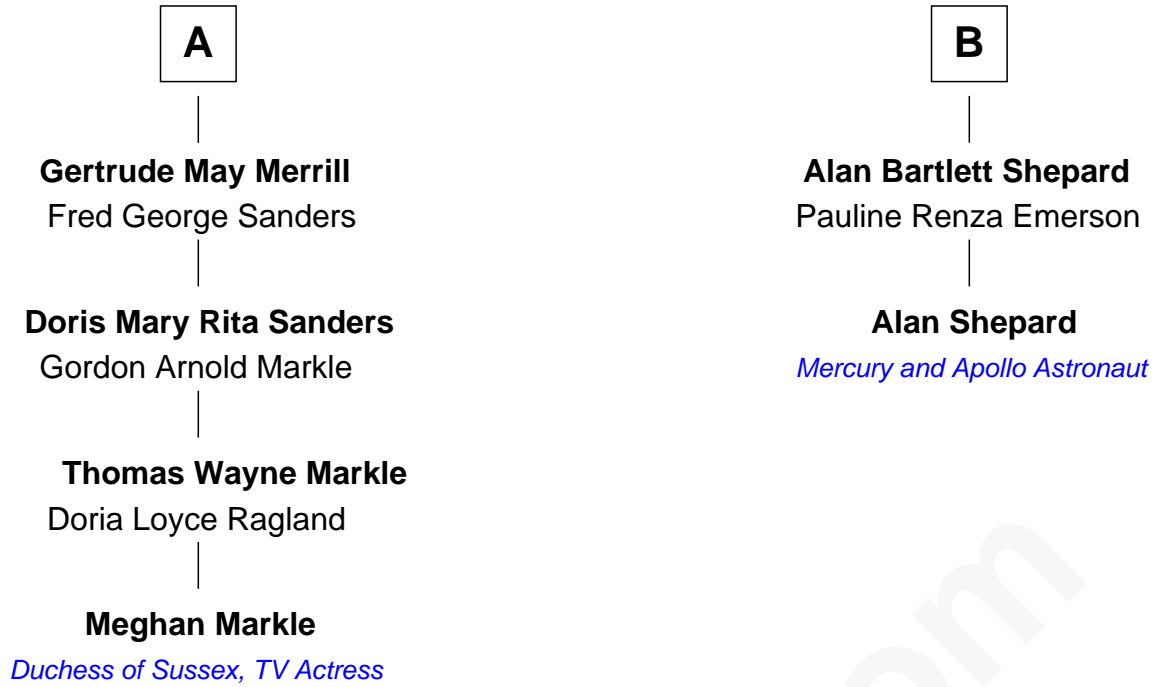 A
Gertrude May Merrill
Fred George Sanders
Doris Mary Rita Sanders
Gordon Arnold Markle
Thomas Wayne Markle
Doria Loyce Ragland
Meghan Markle
Duchess of Sussex, TV Actress
B
Alan Bartlett Shepard
Pauline Renza Emerson
Alan Shepard
Mercury and Apollo Astronaut
om